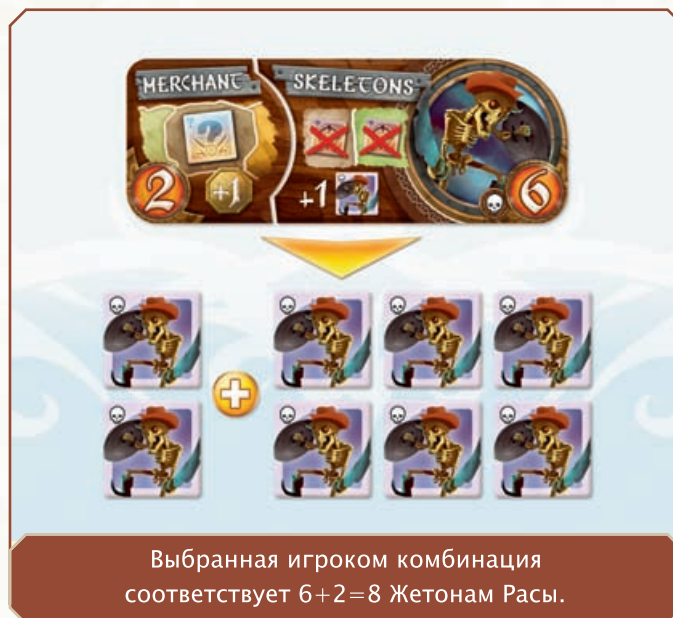 MERCHANT SKELETONS
2 +1 +1 6
Выбранная игроком комбинация
соответствует 6+2=8 Жетонам Расы.